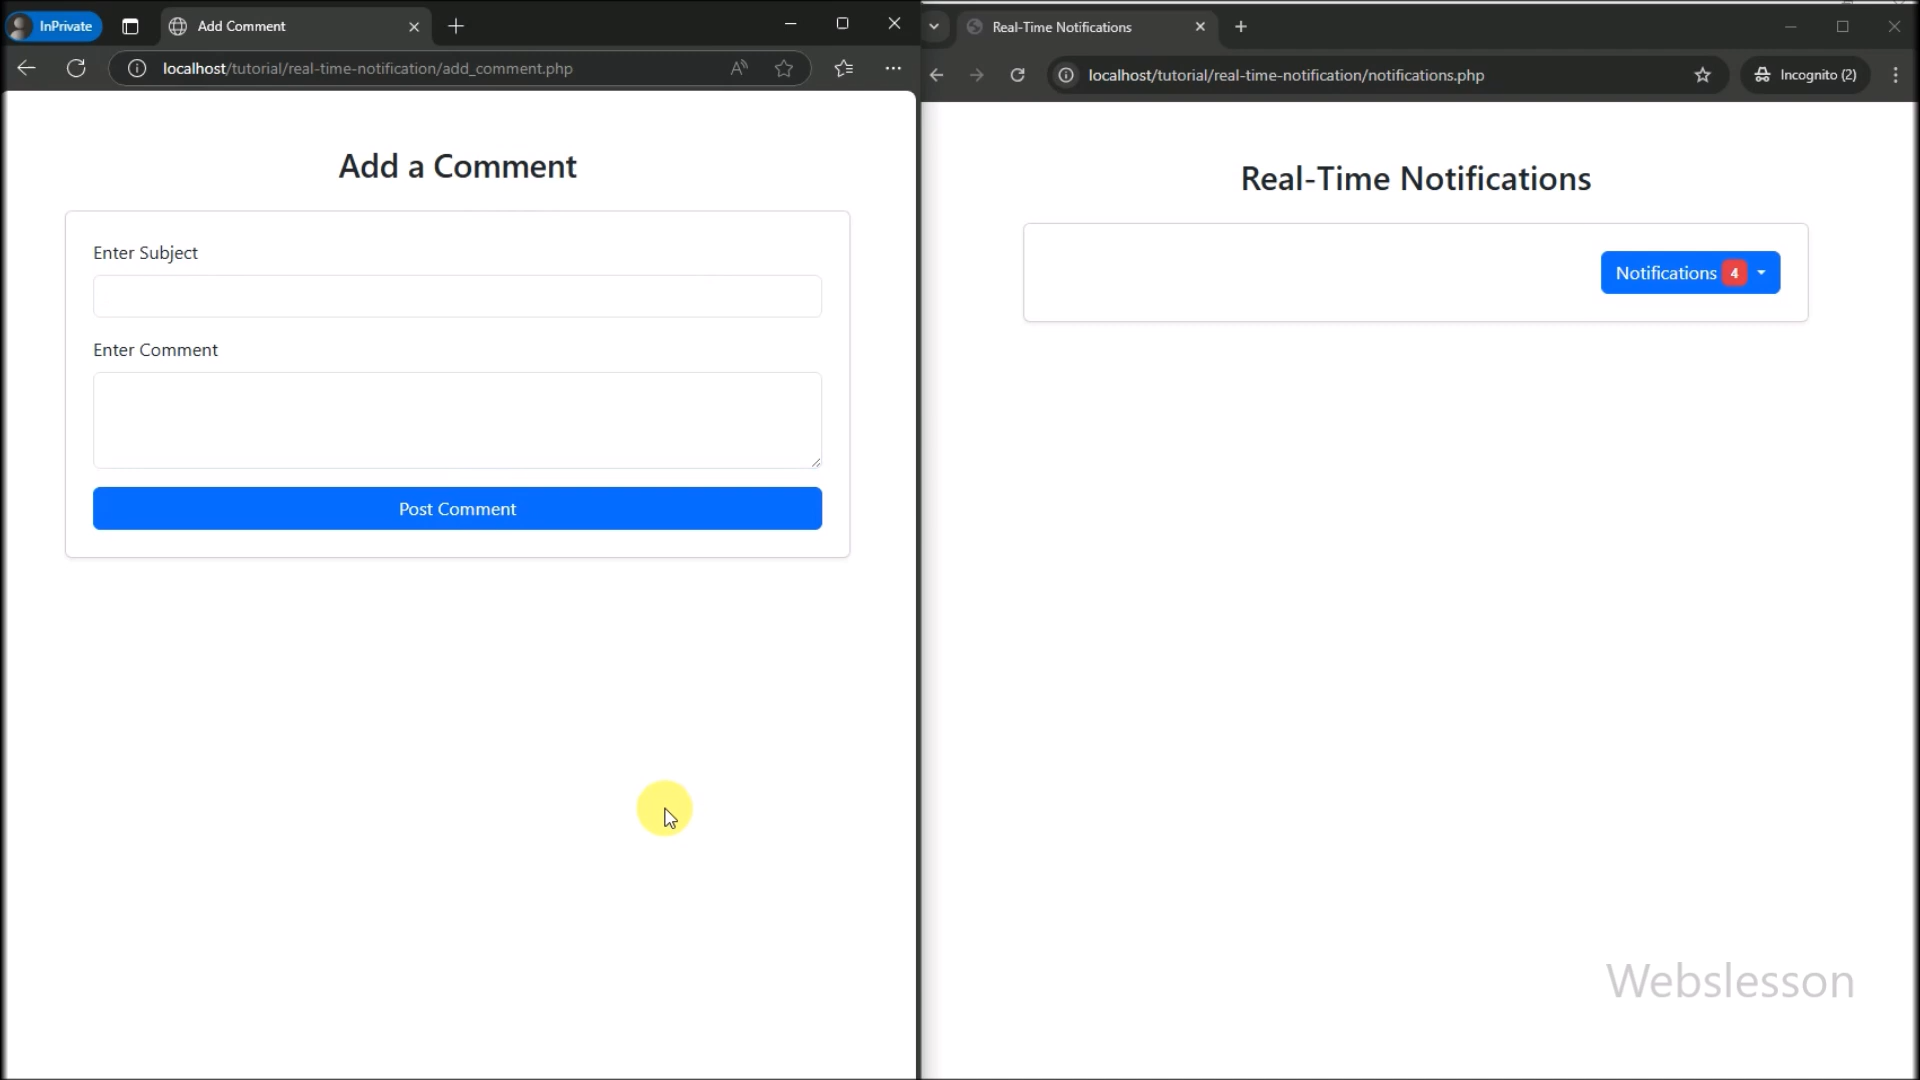 InPrivate
Add Comment
localhost/tutorial/real-time-notification/add_comment.php
Add a Comment
Enter Subject
Enter Comment
Post Comment
Real-Time Notifications
localhost/tutorial/real-time-notification/notifications.php
Incognito (2)
Real-Time Notifications
Notifications 4
Webslesson